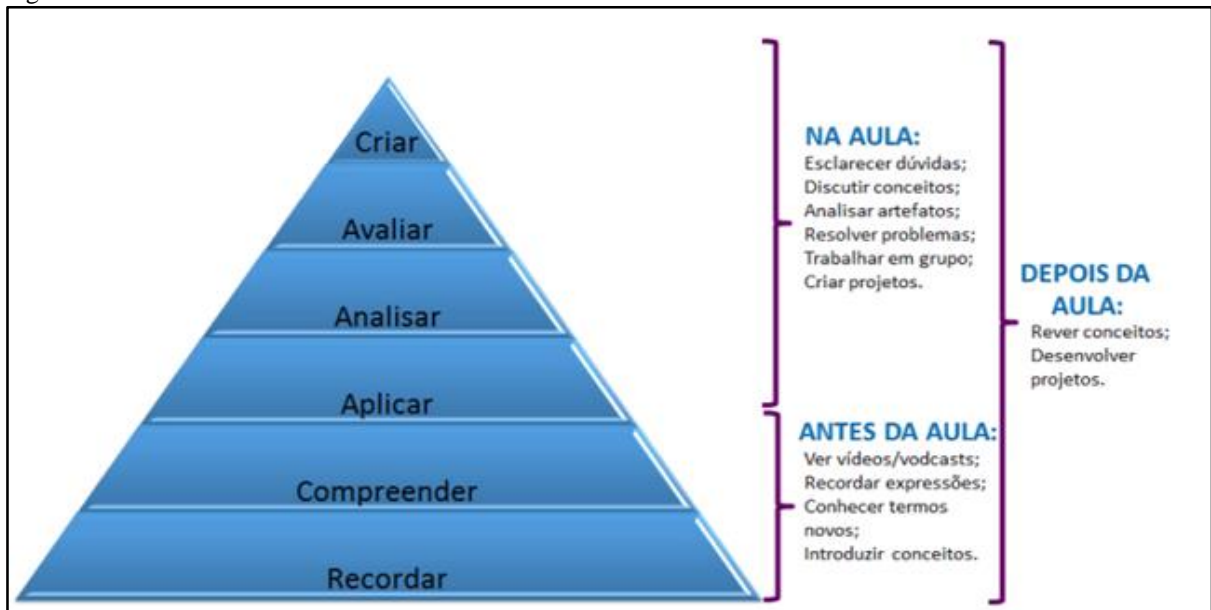 Criar
Avaliar
Analisar
Aplicar
Compreender
Recordar
NA AULA:
Esclarecer dúvidas;
Discutir conceitos;
Analisar artefatos;
Resolver problemas;
Trabalhar em grupo;
Criar projetos.
ANTES DA AULA:
Ver vídeos/vodcasts;
Recordar expressões;
Conhecer termos
novos;
Introduzir conceitos.
DEPOIS DA
AULA:
Rever conceitos;
Desenvolver
projetos.